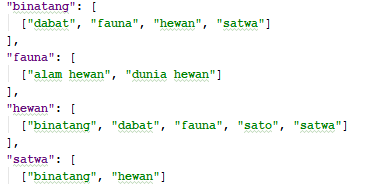 "binatang": [
["dabat", "fauna", "hewan", "satwa"]
],
"fauna": [
["alam hewan", "dunia hewan"]
],
"hewan": [
["binatang", "dabat", "fauna", "sato", "satwa"]
],
"satwa": [
["binatang", "hewan"]